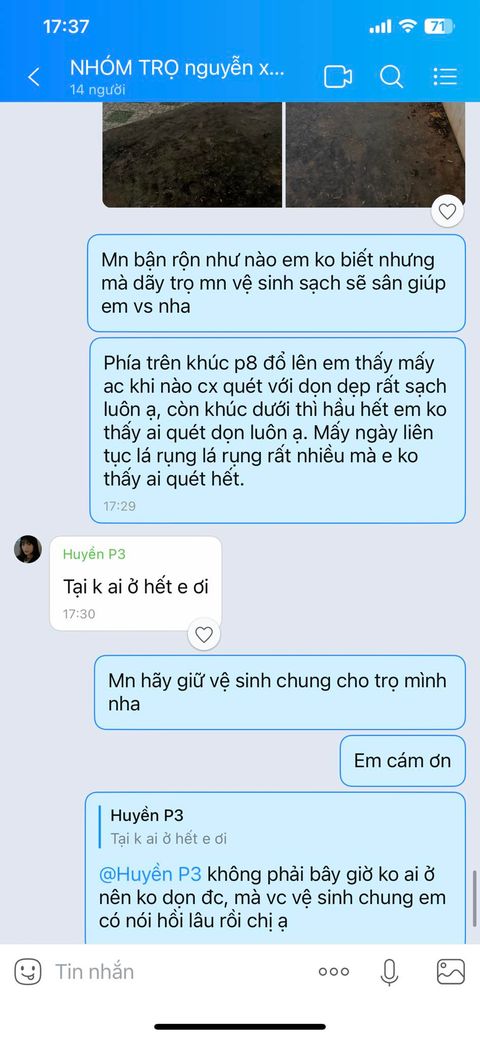 17:37
71
NHÓM TRỌ nguyễn x...
14 người
Mn bận rộn như nào em ko biết nhưng
mà dãy trọ mn vệ sinh sạch sẽ sân giúp
em vs nha
Phía trên khúc p8 đổ lên em thấy mấy
ac khi nào cx quét với dọn dẹp rất sạch
luôn ạ, còn khúc dưới thì hầu hết em ko
thấy ai quét dọn luôn ạ. Mấy ngày liên
tục lá rụng lá rụng rất nhiều mà e ko
thấy ai quét hết.
17:29
Huyền P3
Tại k ai ở hết e ơi
17:30
Mn hãy giữ vệ sinh chung cho trọ mình
nha
Em cám ơn
Huyền P3
Tại k ai ở hết e ơi
@Huyền P3 không phải bây giờ ko ai ở
nên ko dọn đc, mà vc vệ sinh chung em
có nói hồi lâu rồi chị ạ
Tin nhắn